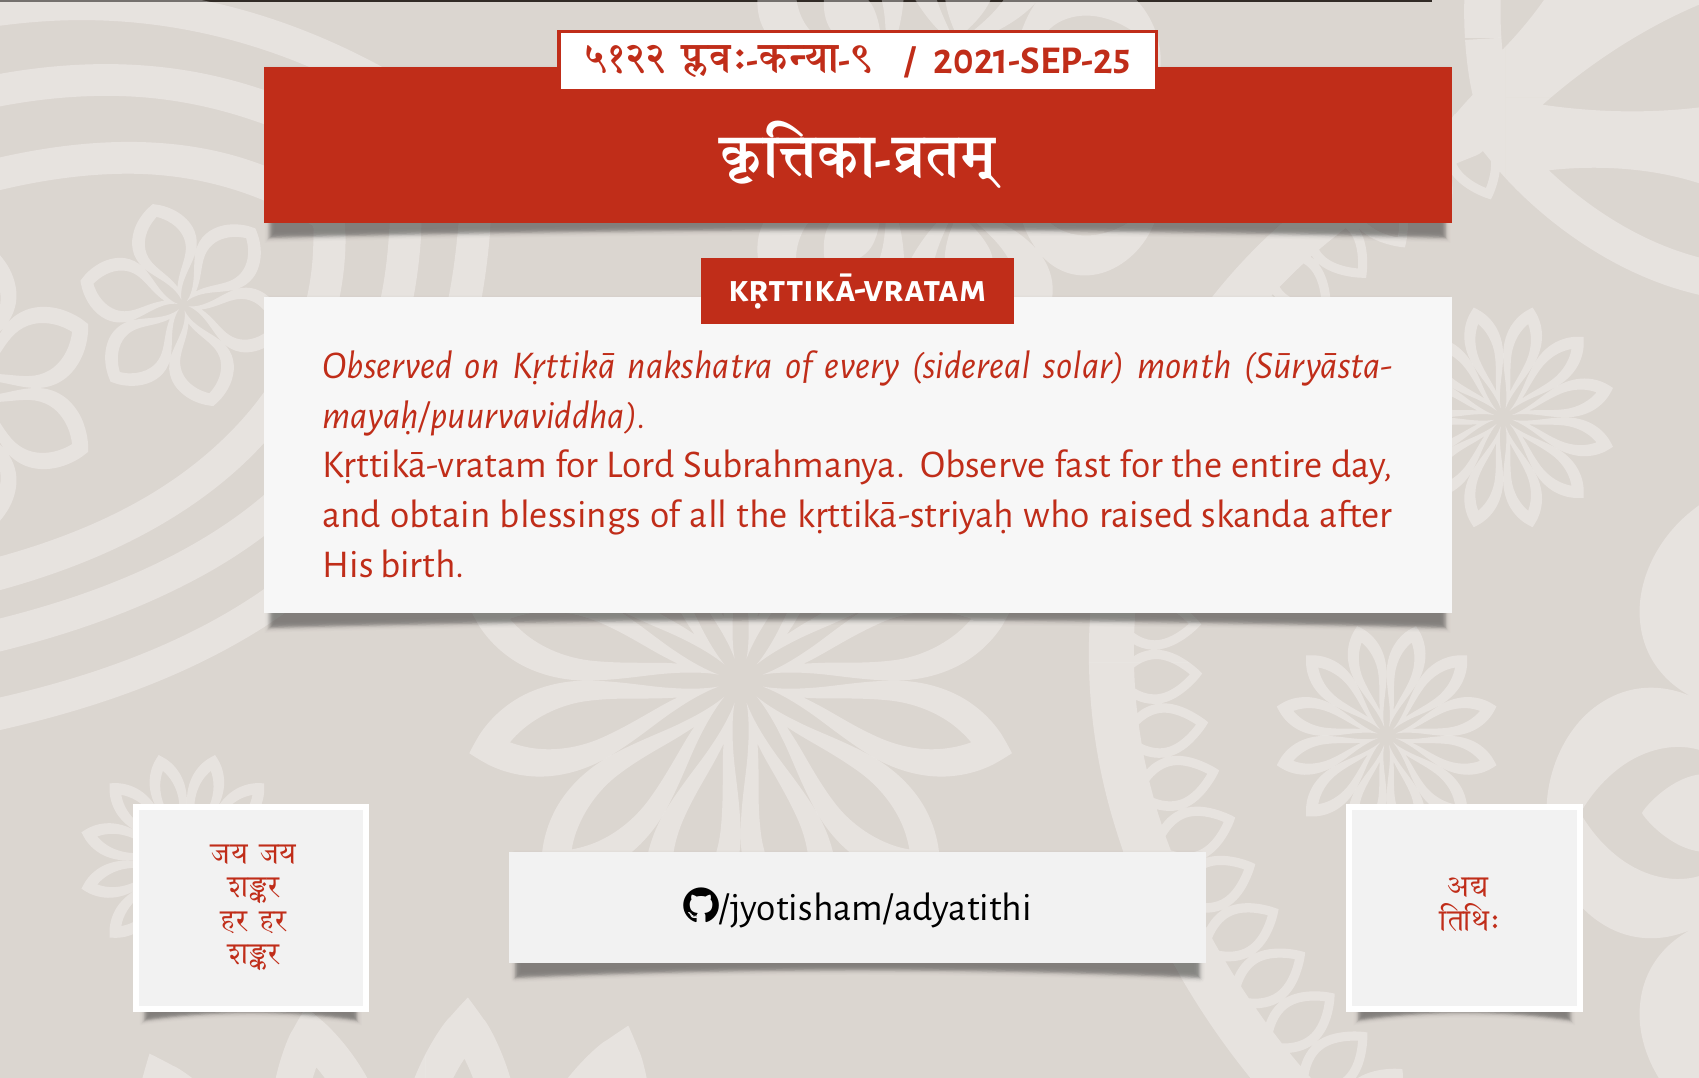 ५१२२ प्लवः-कन्या-९ / 2021-SEP-25
कृत्तिका-व्रतम्
KṚTTIKĀ-VRATAM
Observed on Kṛttikā nakshatra of every (sidereal solar) month (Sūryāsta-
mayaḥ/puurvaviddha).
Kṛttikā-vratam for Lord Subrahmanya. Observe fast for the entire day,
and obtain blessings of all the kṛttikā-striyaḥ who raised skanda after
His birth.
जय जय
शङ्कर
हर हर
शङ्कर
/jyotisham/adyatithi
अद्य
तिथिः